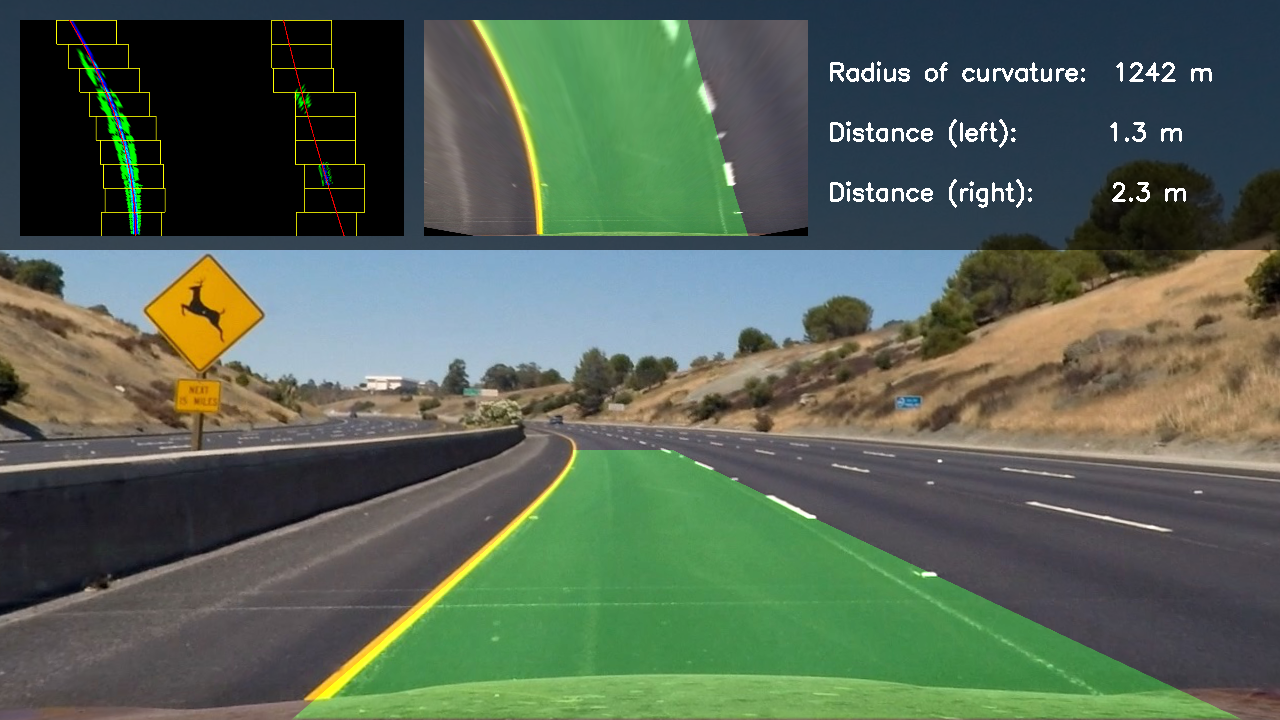 Radius of curvature: 1242 m
Distance (left): 1.3 m
Distance (right): 2.3 m
NEXT
15 MILES